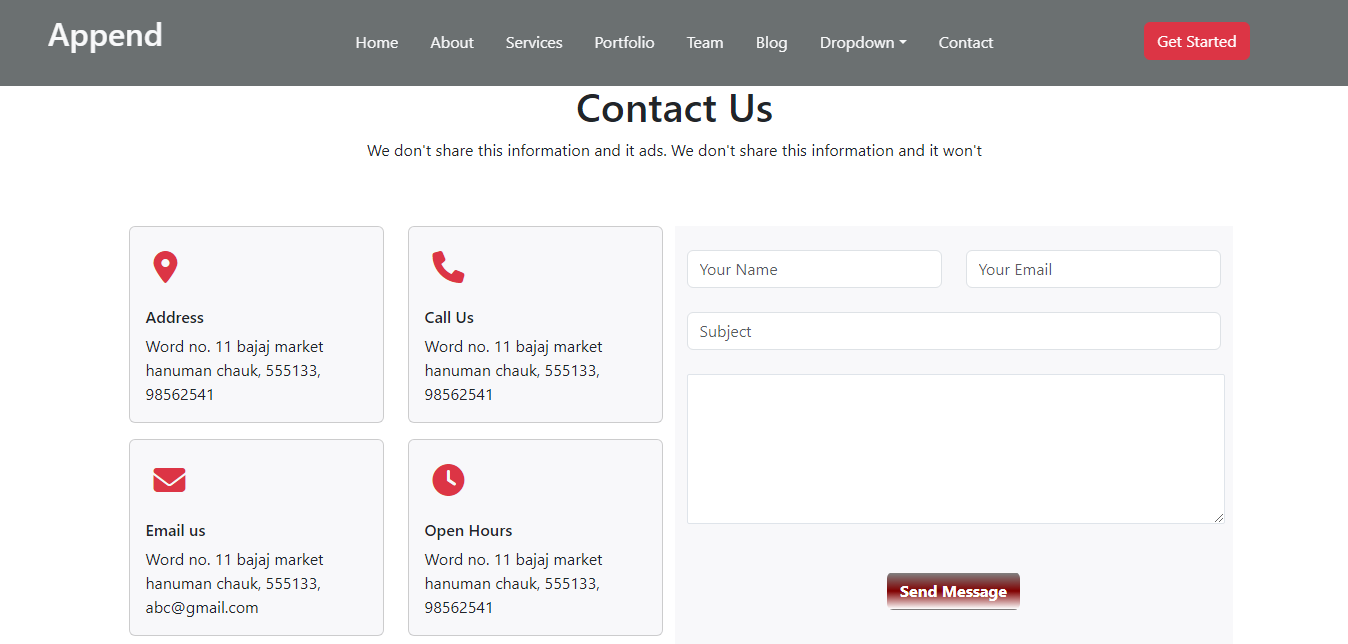 Append
Home About Services Portfolio Team Blog Dropdown Contact
Get Started
Contact Us
We don't share this information and it ads. We don't share this information and it won't
Address
Word no. 11 bajaj market
hanuman chauk, 555133,
98562541
Call Us
Word no. 11 bajaj market
hanuman chauk, 555133,
98562541
Email us
Word no. 11 bajaj market
hanuman chauk, 555133,
abc@gmail.com
Open Hours
Word no. 11 bajaj market
hanuman chauk, 555133,
98562541
Your Name
Your Email
Subject
Send Message